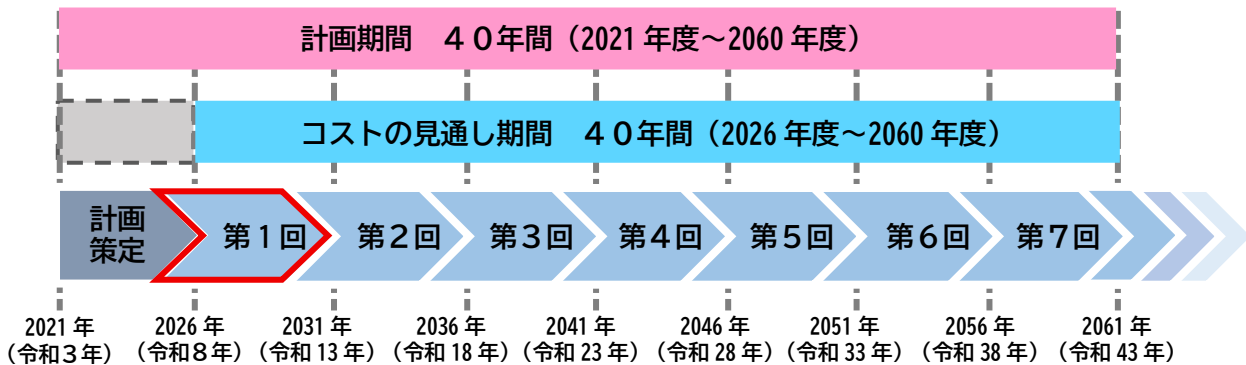 計画期間　４０年間（2021 年度～2060 年度）
コストの見通し期間　４０年間（2026 年度～2060 年度）
計画
策定
第１回
第２回
第３回
第４回
第５回
第６回
第７回
2021 年
（令和３年）
2026 年
（令和８年）
2031 年
（令和 13 年）
2036 年
（令和 18 年）
2041 年
（令和 23 年）
2046 年
（令和 28 年）
2051 年
（令和 33 年）
2056 年
（令和 38 年）
2061 年
（令和 43 年）